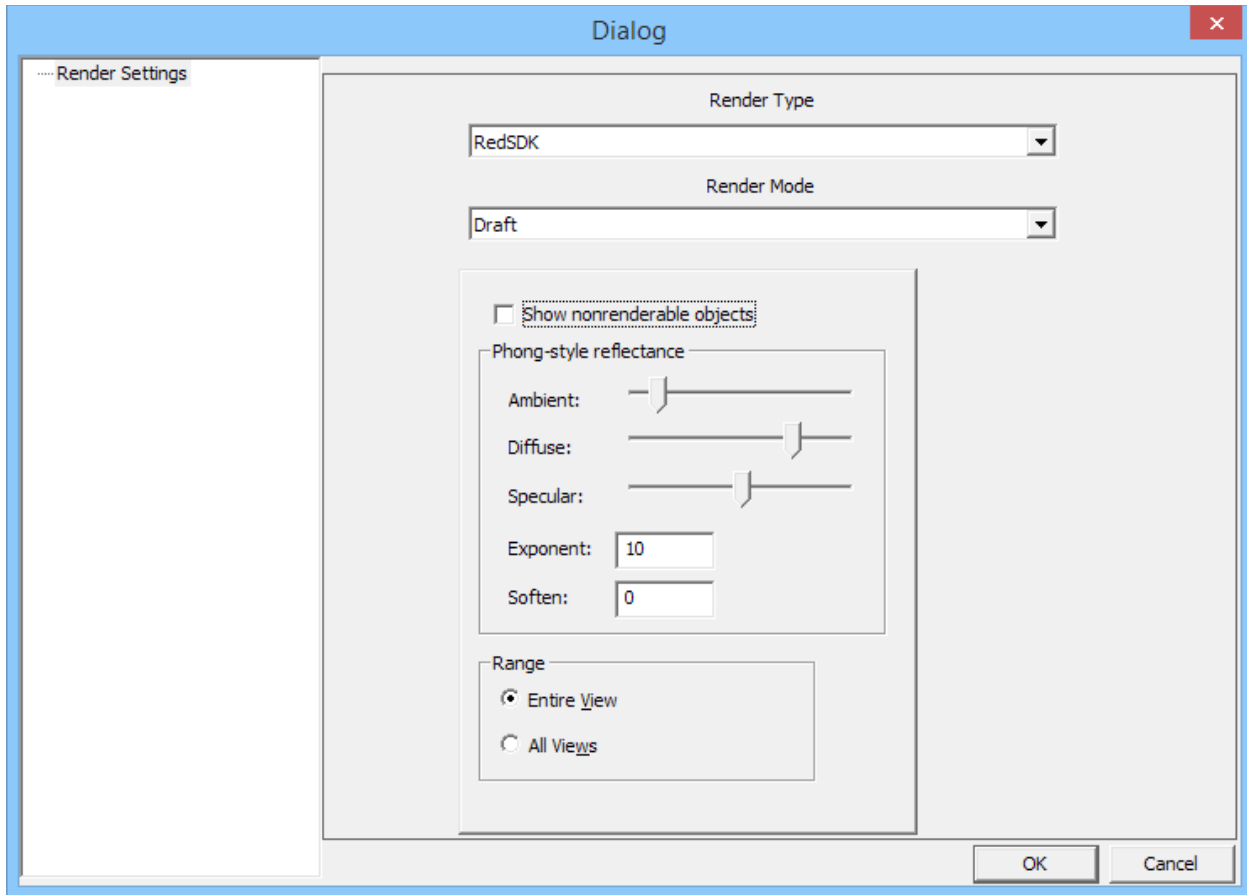 Dialog
Render Settings
Render Type
RedSDK
Render Mode
Draft
Show nonrenderable objects
Phong-style reflectance
Ambient:
Diffuse:
Specular:
Exponent: 10
Soften: 0
Range
Entire View
All Views
OK Cancel